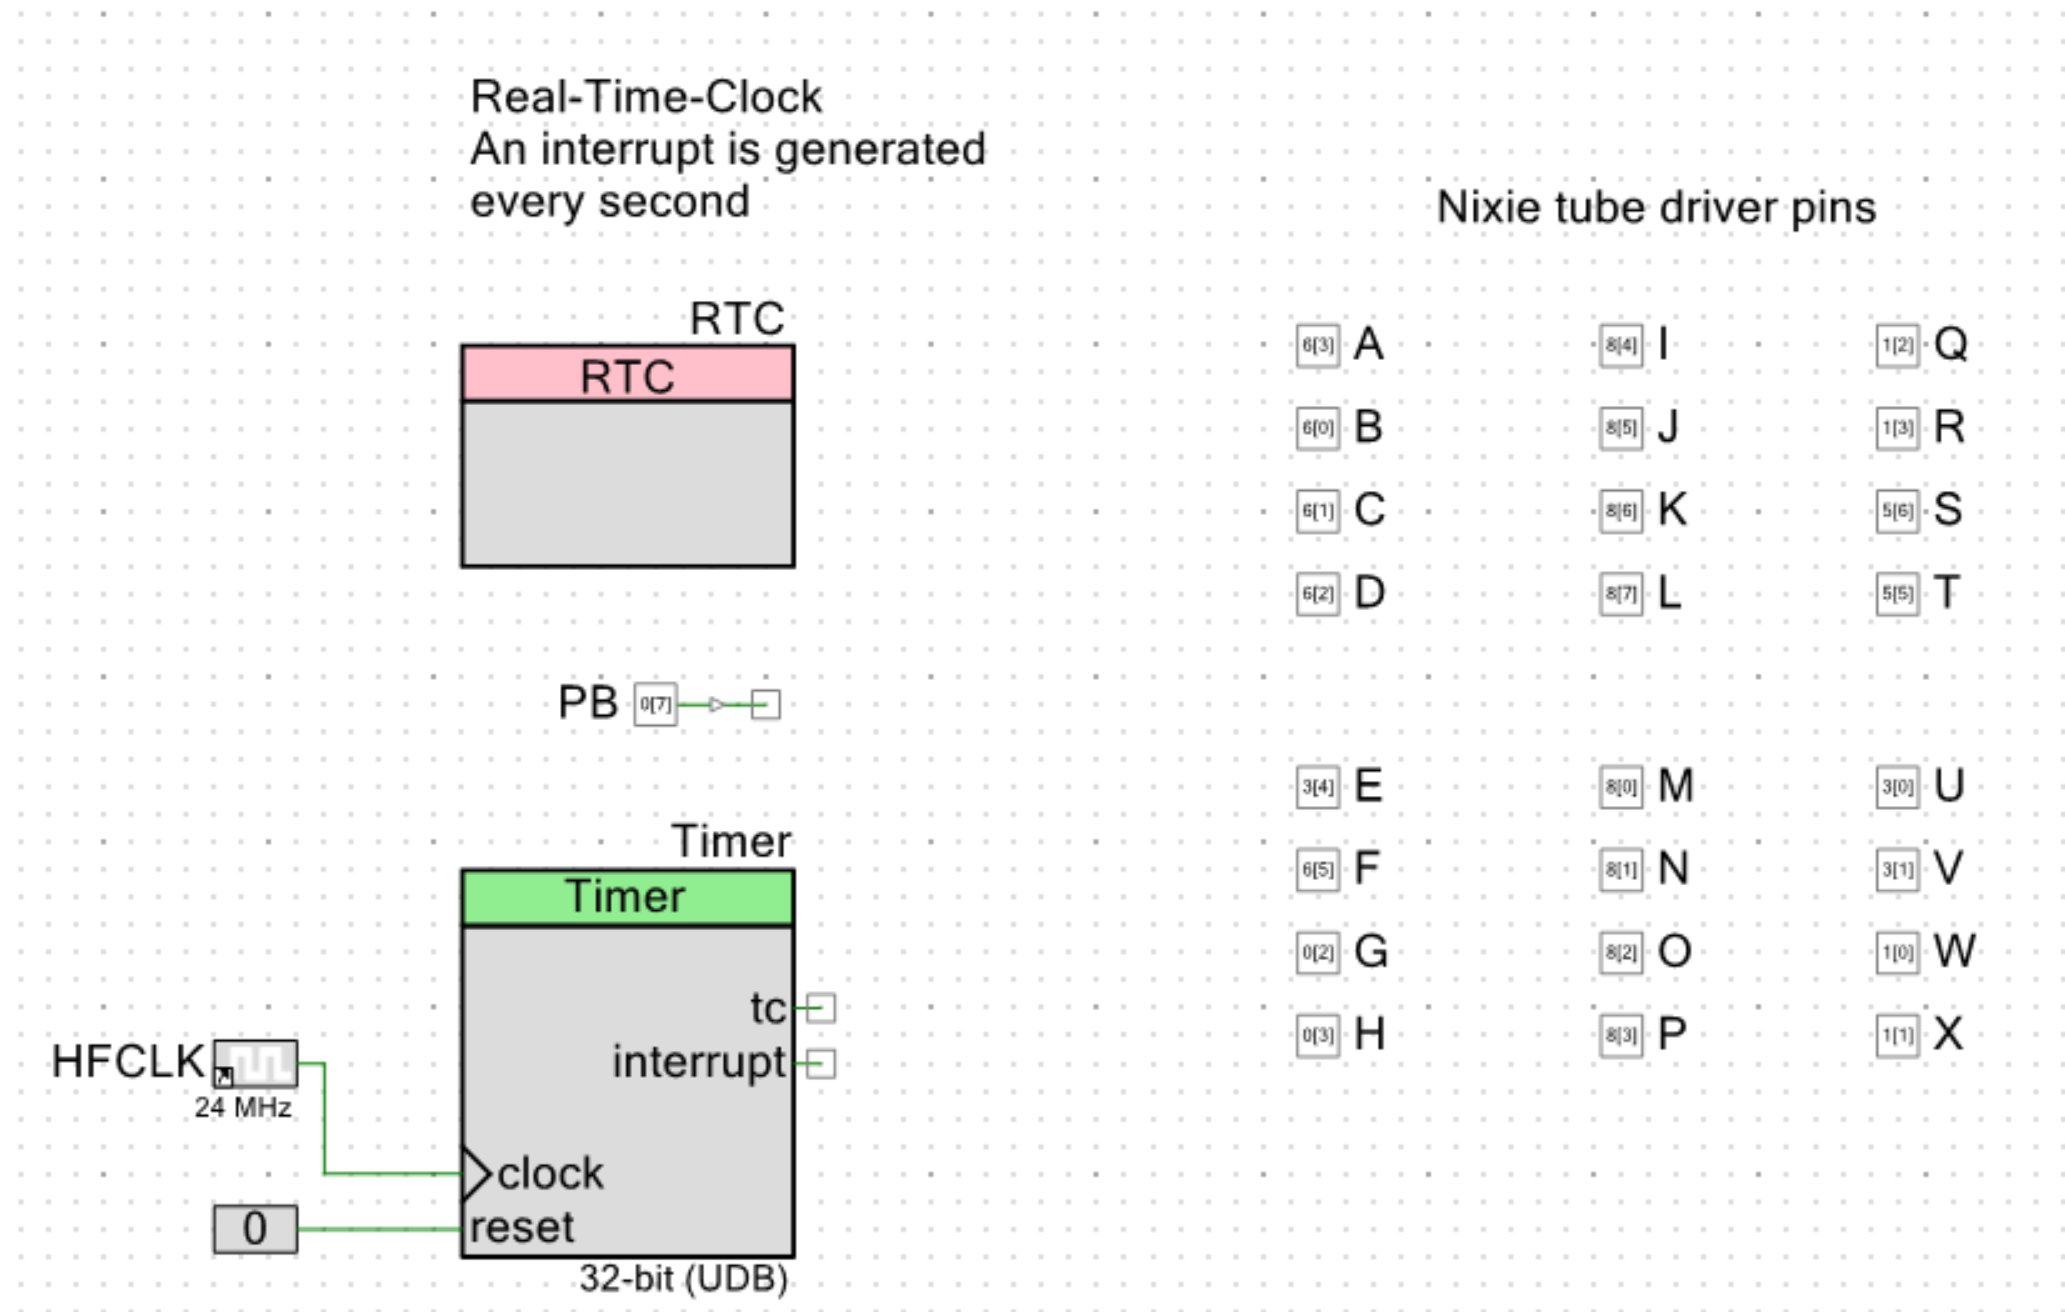 Real-Time-Clock
An interrupt is generated
every second
Nixie tube driver pins
RTC
RTC
6[3] A
8[4] I
1[2] Q
6[0] B
8[5] J
1[3] R
6[1] C
8[6] K
5[6] S
6[2] D
8[7] L
5[5] T
PB 0[7]
3[4] E
8[0] M
3[0] U
Timer
Timer
6[5] F
8[1] N
3[1] V
0[2] G
8[2] O
1[0] W
tc
0[3] H
8[3] P
1[1] X
interrupt
HFCLK
24 MHz
clock
0
reset
32-bit (UDB)